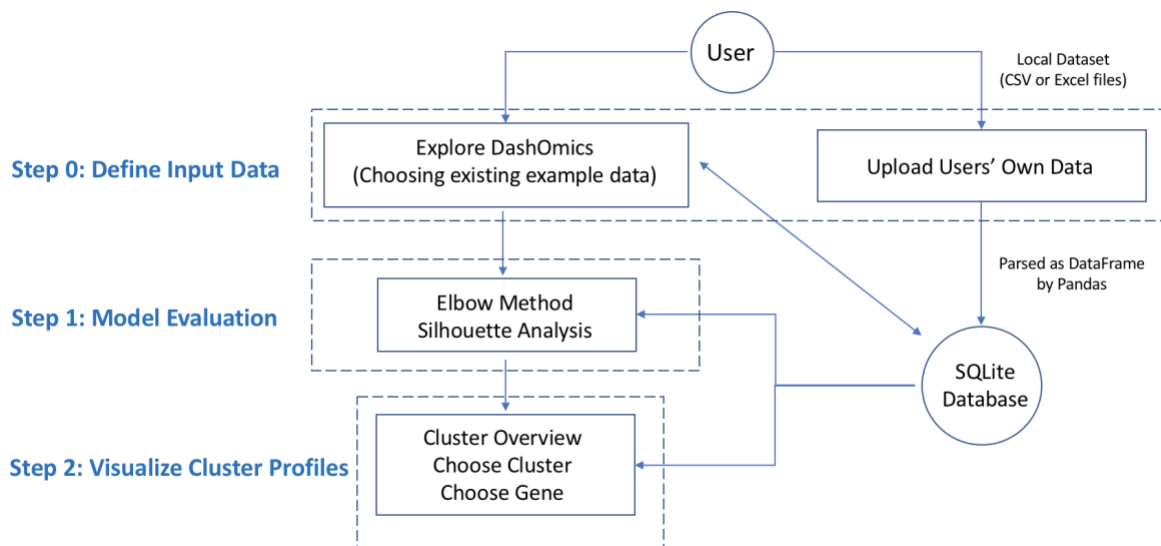 User
Local Dataset
(CSV or Excel files)
Step 0: Define Input Data
Explore DashOmics
(Choosing existing example data)
Upload Users' Own Data
Parsed as DataFrame
by Pandas
Step 1: Model Evaluation
Elbow Method
Silhouette Analysis
SQLite
Database
Step 2: Visualize Cluster Profiles
Cluster Overview
Choose Cluster
Choose Gene